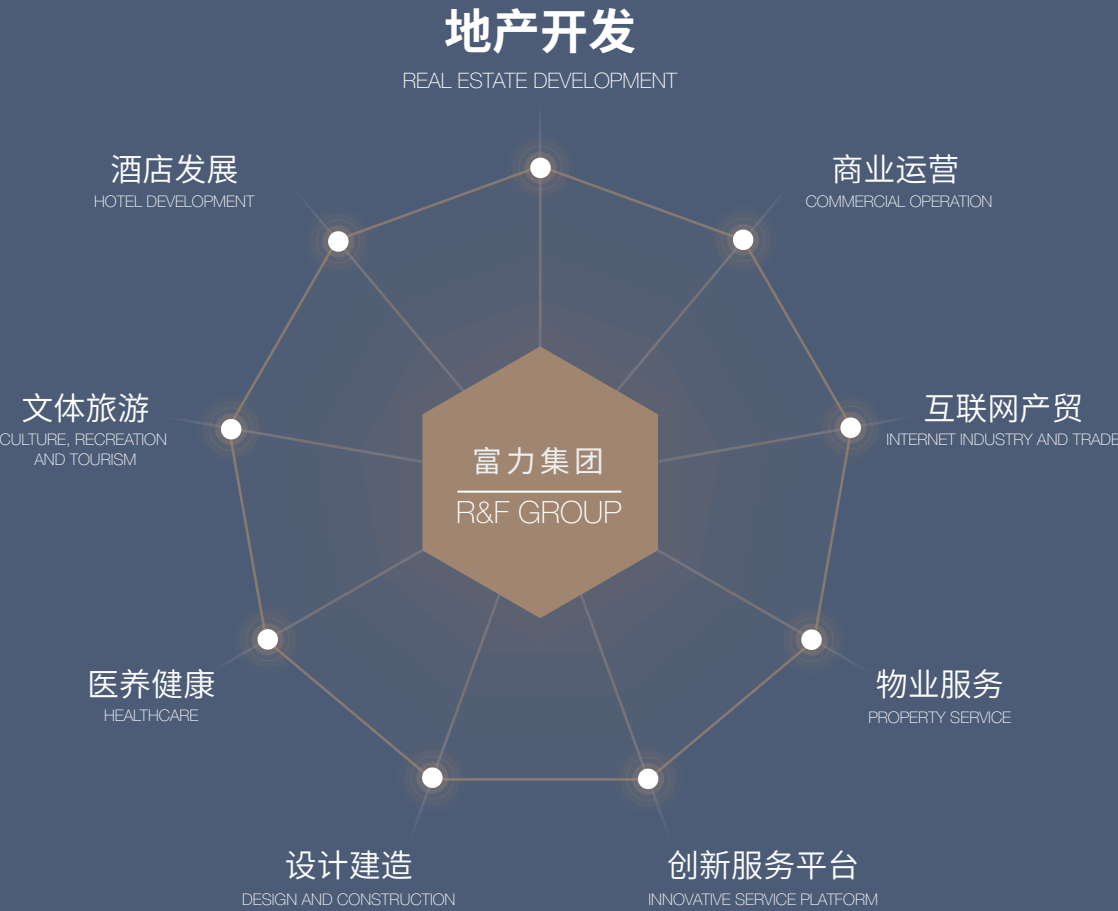 地产开发
REAL ESTATE DEVELOPMENT
酒店发展
HOTEL DEVELOPMENT
商业运营
COMMERCIAL OPERATION
文体旅游
CULTURE, RECREATION
AND TOURISM
互联网产贸
INTERNET INDUSTRY AND TRADE
富力集团
R&F GROUP
医养健康
HEALTHCARE
物业服务
PROPERTY SERVICE
设计建造
DESIGN AND CONSTRUCTION
创新服务平台
INNOVATIVE SERVICE PLATFORM